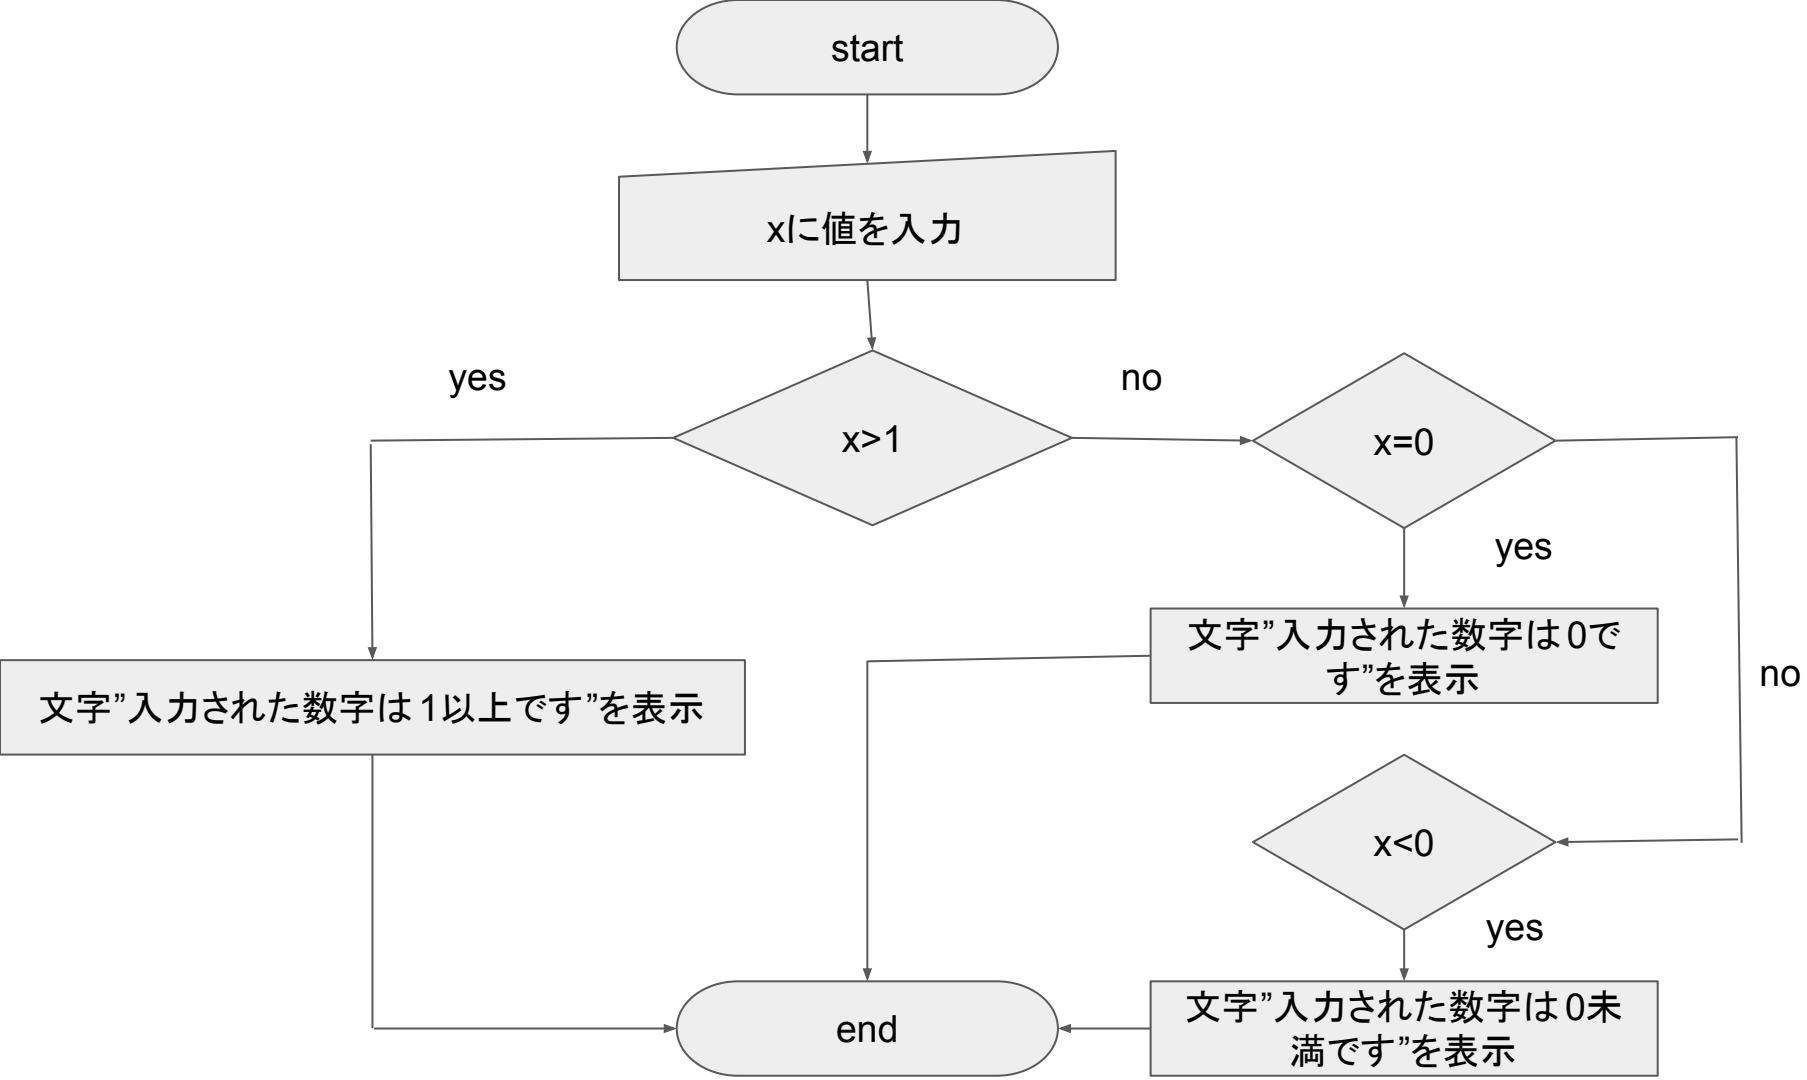 start
xに値を入力
yes
no
x>1
x=0
yes
文字”入力された数字は0で
す”を表示
no
文字”入力された数字は1以上です”を表示
x<0
yes
文字”入力された数字は0未
満です”を表示
end